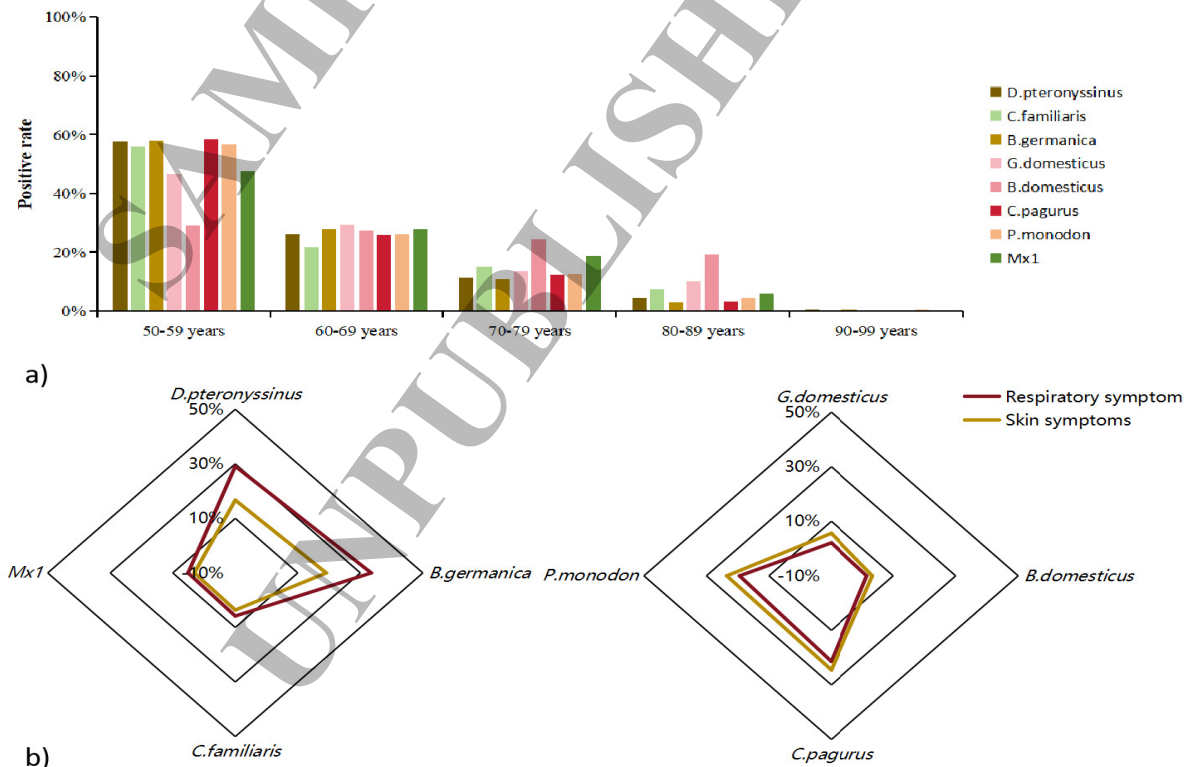 100%
80%
60%
40%
20%
0%
Positive rate
50-59 years
60-69 years
70-79 years
80-89 years
90-99 years
D.pteronyssinus
C.familiaris
B.germanica
G.domesticus
B.domesticus
C.pagurus
P.monodon
Mx1
a)
D.pteronyssinus
50%
30%
10%
-10%
Mx1
B.germanica
C.familiaris
G.domesticus
50%
30%
10%
-10%
P.monodon
B.domesticus
C.pagurus
Respiratory symptom
Skin symptoms
b)
SAMP
UNPUBLISH